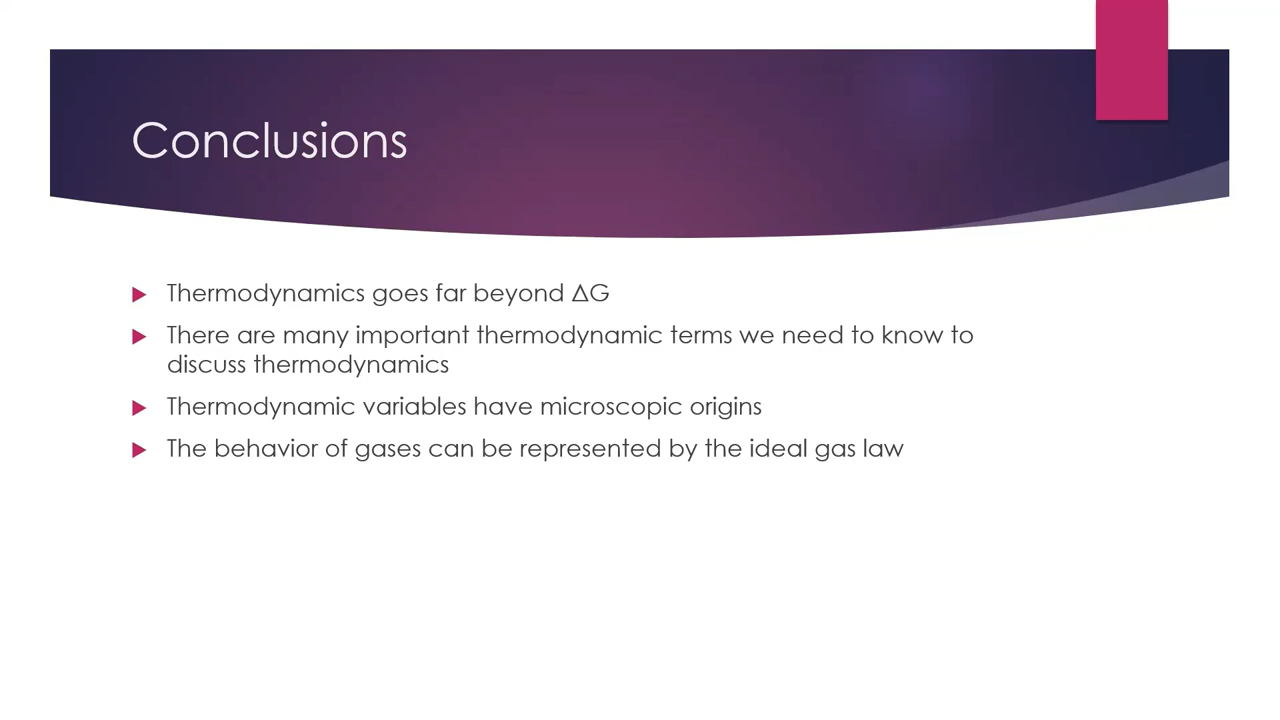 Conclusions
Thermodynamics goes far beyond ΔG
There are many important thermodynamic terms we need to know to
discuss thermodynamics
Thermodynamic variables have microscopic origins
The behavior of gases can be represented by the ideal gas law